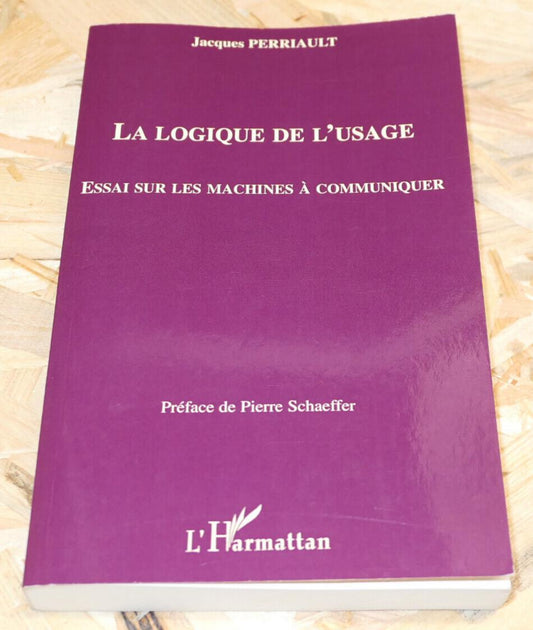 Jacques PERRIAULT
LA LOGIQUE DE L'USAGE
ESSAI SUR LES MACHINES À COMMUNIQUER
Préface de Pierre Schaeffer
L'Harmattan